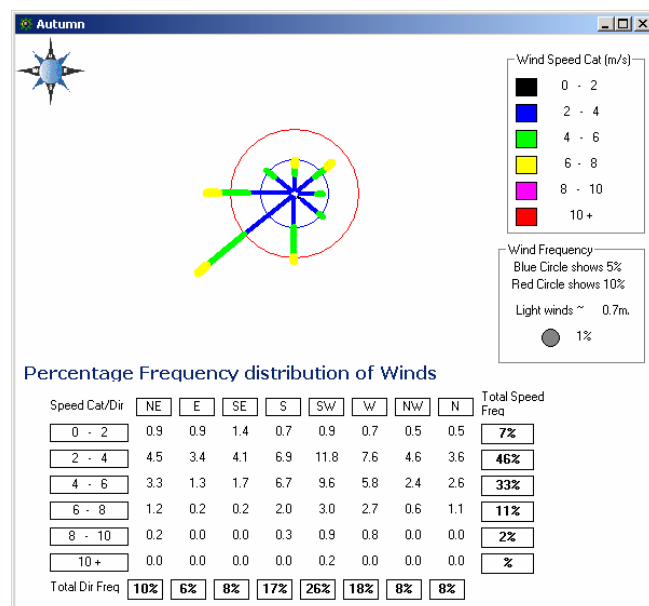 Autumn
Wind Speed Cat (m/s)
0 - 2
2 - 4
4 - 6
6 - 8
8 - 10
10 +
Wind Frequency
Blue Circle shows 5%
Red Circle shows 10%
Light winds ~ 0.7m.
1%
Percentage Frequency distribution of Winds
Speed Cat/Dir NE E SE S SW W NW N Total Speed Freq
0 - 2 0.9 0.9 1.4 0.7 0.9 0.7 0.5 0.5 7%
2 - 4 4.5 3.4 4.1 6.9 11.8 7.6 4.6 3.6 46%
4 - 6 3.3 1.3 1.7 6.7 9.6 5.8 2.4 2.6 33%
6 - 8 1.2 0.2 0.2 2.0 3.0 2.7 0.6 1.1 11%
8 - 10 0.2 0.0 0.0 0.3 0.9 0.8 0.0 0.0 2%
10 + 0.0 0.0 0.0 0.0 0.2 0.0 0.0 0.0 %
Total Dir Freq 10% 6% 8% 17% 26% 18% 8% 8%